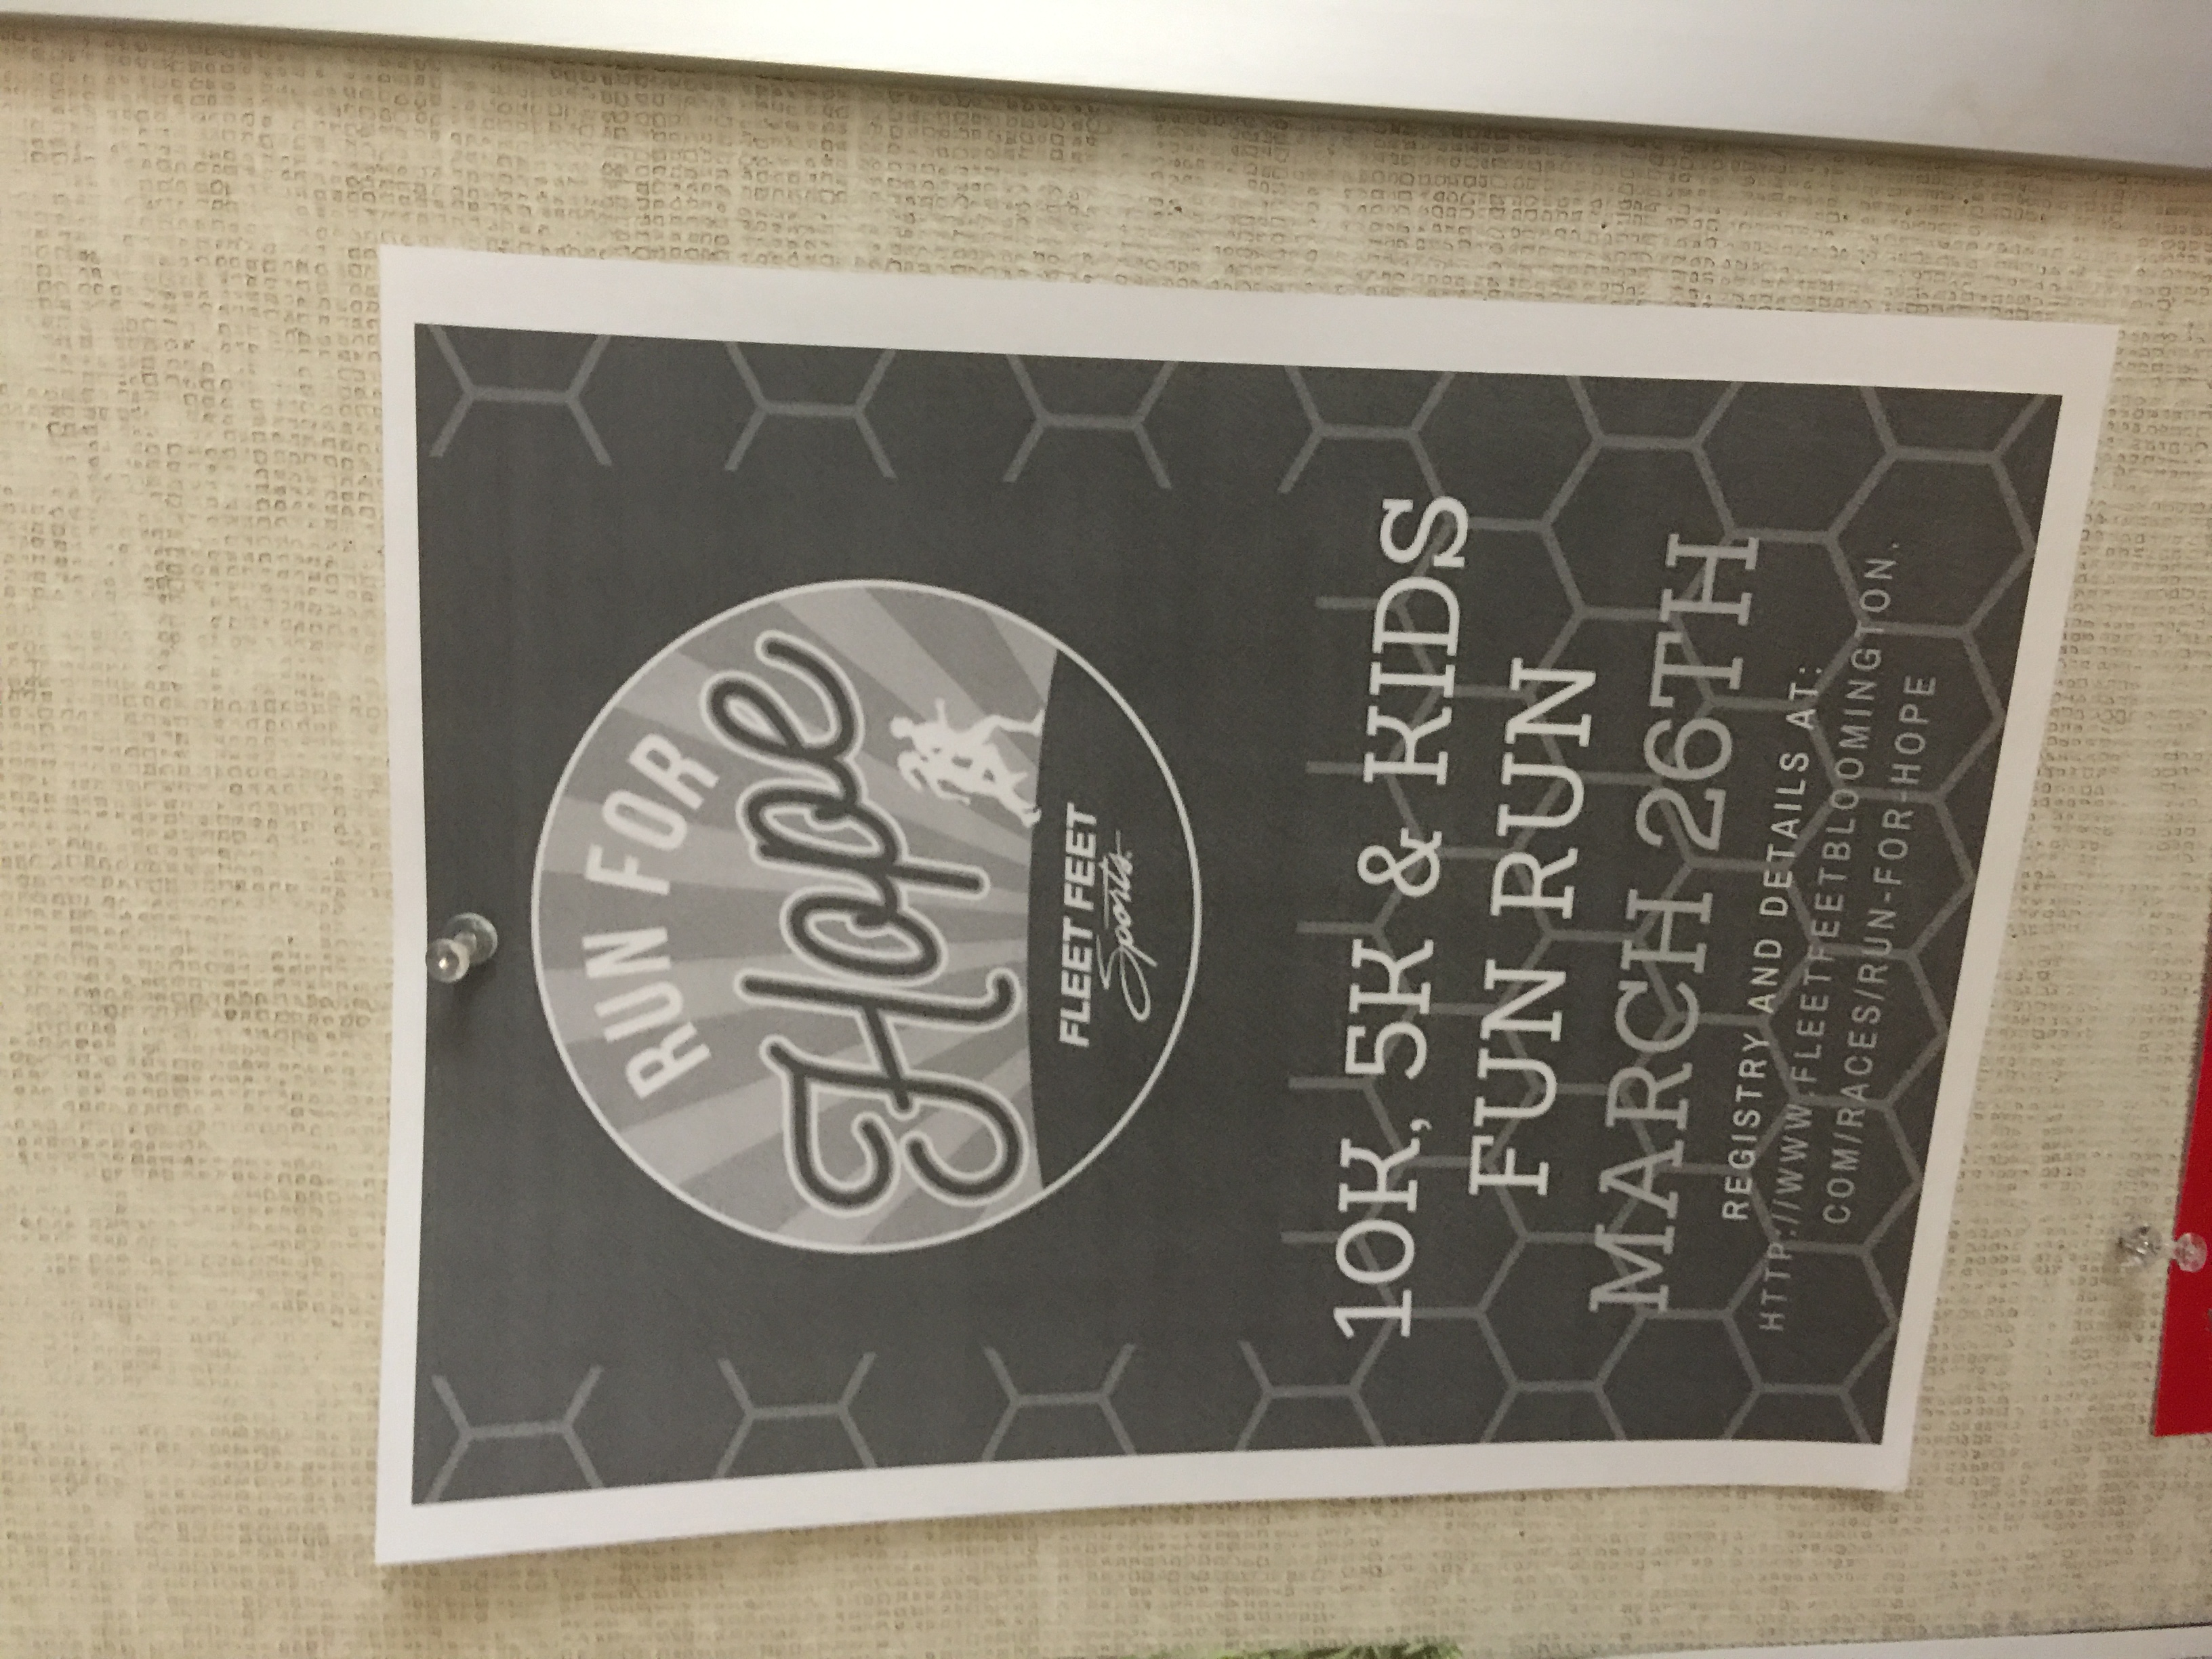 RUN FOR
Hope
FLEET FEET
Sports
10K, 5K & KIDS
FUN RUN
MARCH 26TH
REGISTRY AND DETAILS AT:
HTTP://WWW.FLEETFEETBLOOMINGTON.
COM/RACES/RUN-FOR-HOPE